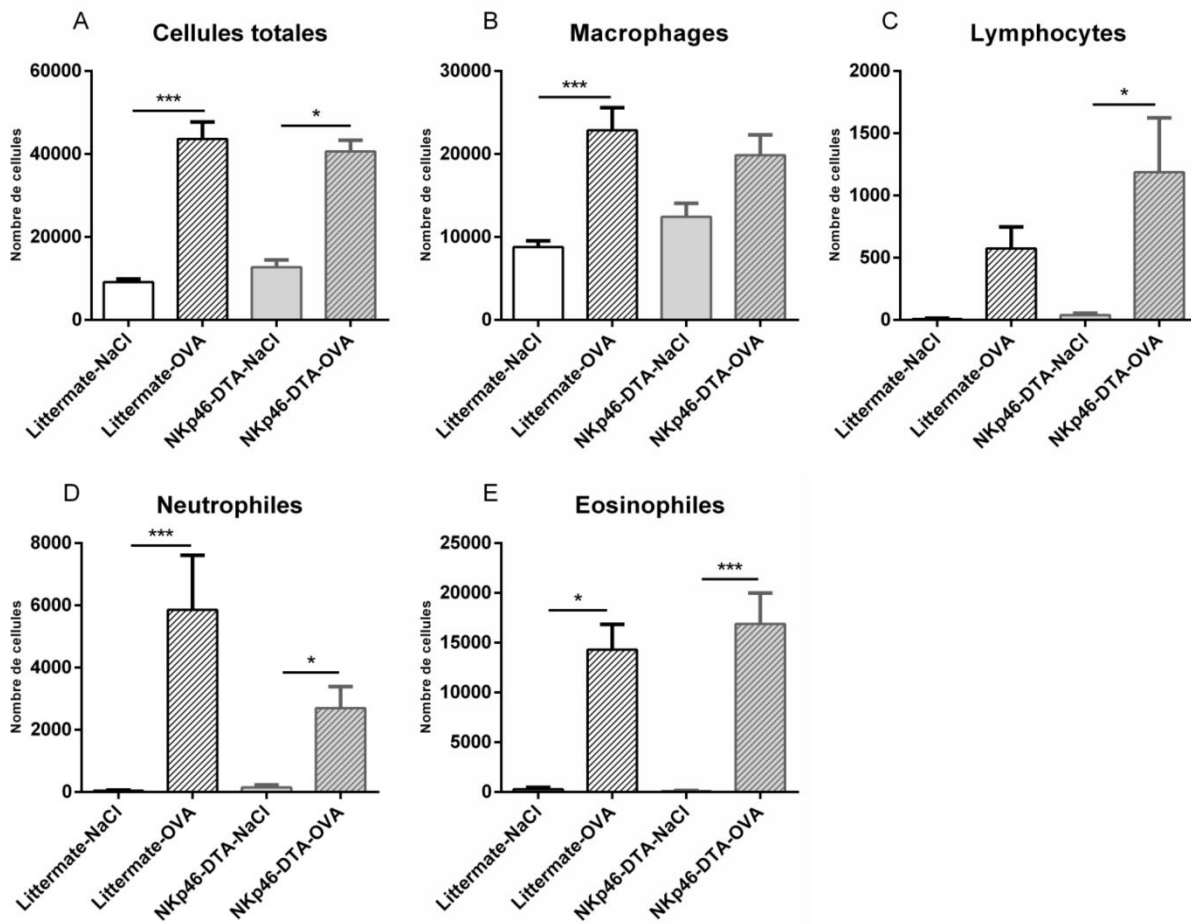 A
Cellules totales
Nombre de cellules
60000
40000
20000
0
***
*
Littermate-NaCl
Littermate-OVA
NKp46-DTA-NaCl
NKp46-DTA-OVA
B
Macrophages
Nombre de cellules
30000
20000
10000
0
***
Littermate-NaCl
Littermate-OVA
NKp46-DTA-NaCl
NKp46-DTA-OVA
C
Lymphocytes
Nombre de cellules
2000
1500
1000
500
0
*
Littermate-NaCl
Littermate-OVA
NKp46-DTA-NaCl
NKp46-DTA-OVA
D
Neutrophiles
Nombre de cellules
8000
6000
4000
2000
0
***
*
Littermate-NaCl
Littermate-OVA
NKp46-DTA-NaCl
NKp46-DTA-OVA
E
Eosinophiles
Nombre de cellules
25000
20000
15000
10000
5000
0
*
***
Littermate-NaCl
Littermate-OVA
NKp46-DTA-NaCl
NKp46-DTA-OVA